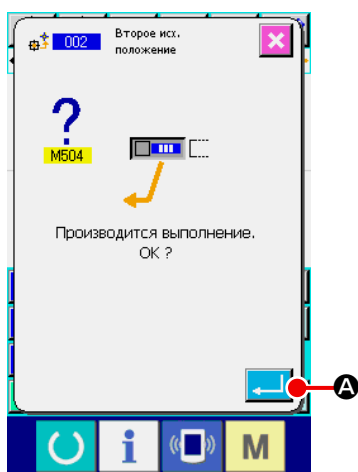 002
Второе исх.
положение
?
M504
Производится выполнение.
OK ?
A
i
M